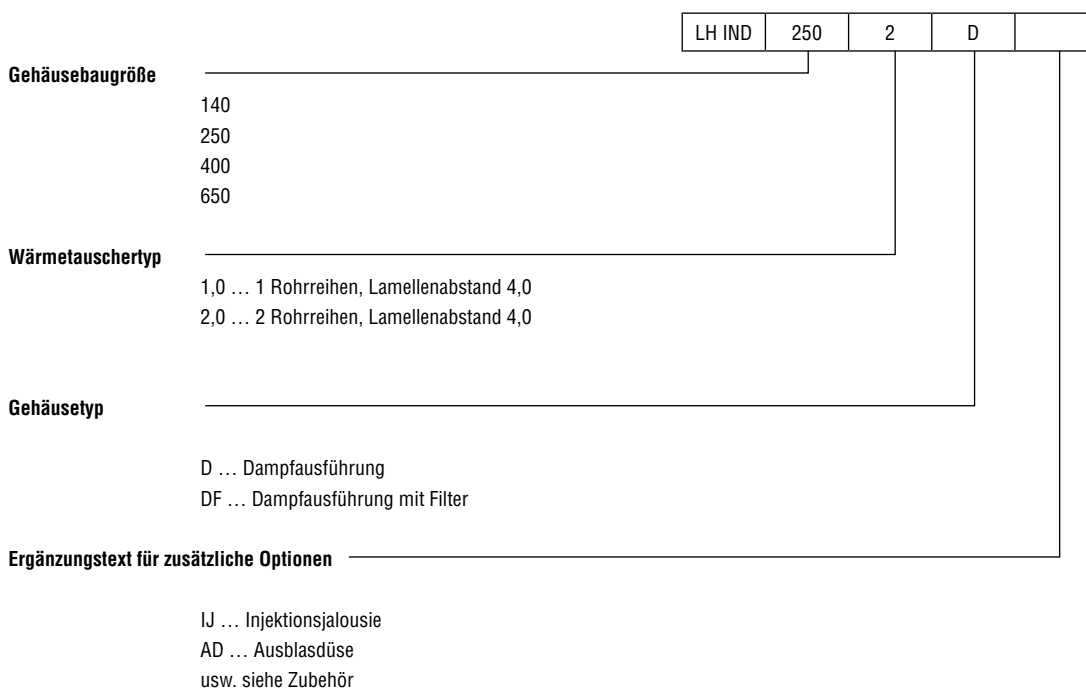 LH IND 250 2 D
Gehäusebaugröße
140
250
400
650
Wärmetauschertyp
1,0 … 1 Rohrreihen, Lamellenabstand 4,0
2,0 … 2 Rohrreihen, Lamellenabstand 4,0
Gehäusetyp
D … Dampfausführung
DF … Dampfausführung mit Filter
Ergänzungstext für zusätzliche Optionen
IJ … Injektionsjalousie
AD … Ausblasdüse
usw. siehe Zubehör